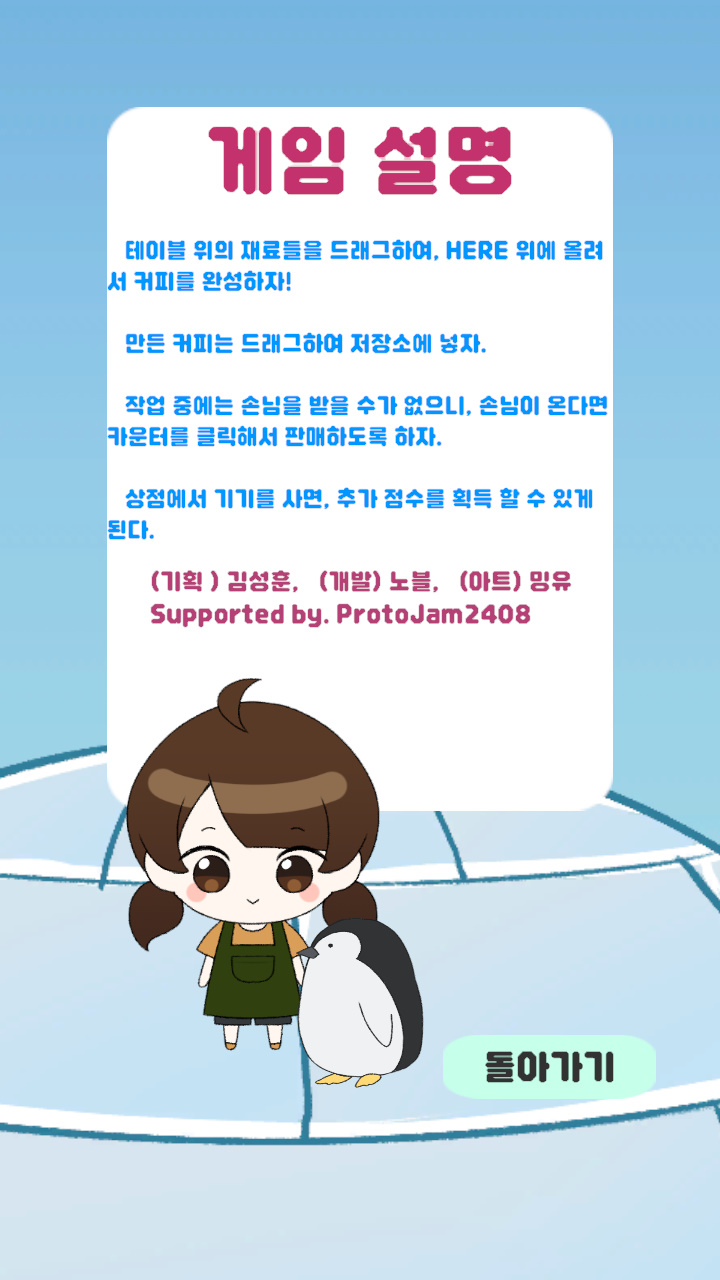 게임 설명
테이블 위의 재료들을 드래그하여, HERE 위에 올려
서 커피를 완성하자!
만든 커피는 드래그하여 저장소에 넣자.
작업 중에는 손님을 받을 수가 없으니, 손님이 온다면
카운터를 클릭해서 판매하도록 하자.
상점에서 기기를 사면, 추가 점수를 획득 할 수 있게
된다.
(기획 ) 김성훈, (개발) 노블, (아트) 밍유
Supported by. ProtoJam2408
돌아가기